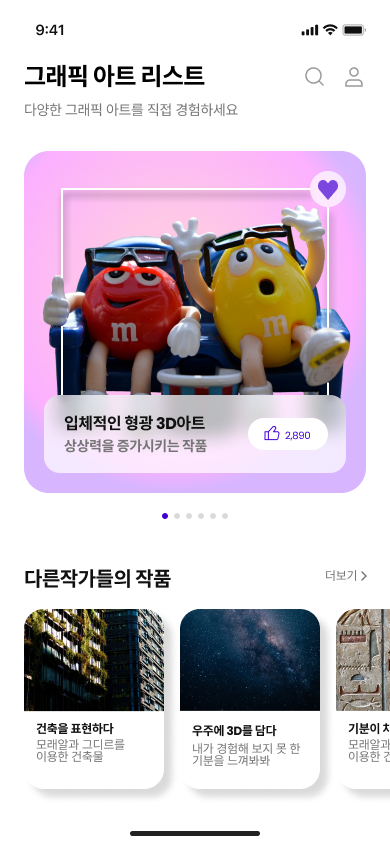 9:41
그래픽 아트 리스트
다양한 그래픽 아트를 직접 경험하세요
m
m
입체적인 형광 3D아트
상상력을 증가시키는 작품
2,890
다른작가들의 작품
더보기
건축을 표현하다
모래알과 그디르를
이용한 건축물
우주에 3D를 담다
내가 경험해 보지 못 한
기분을 느껴봐봐
기분이
모래알과
이용한